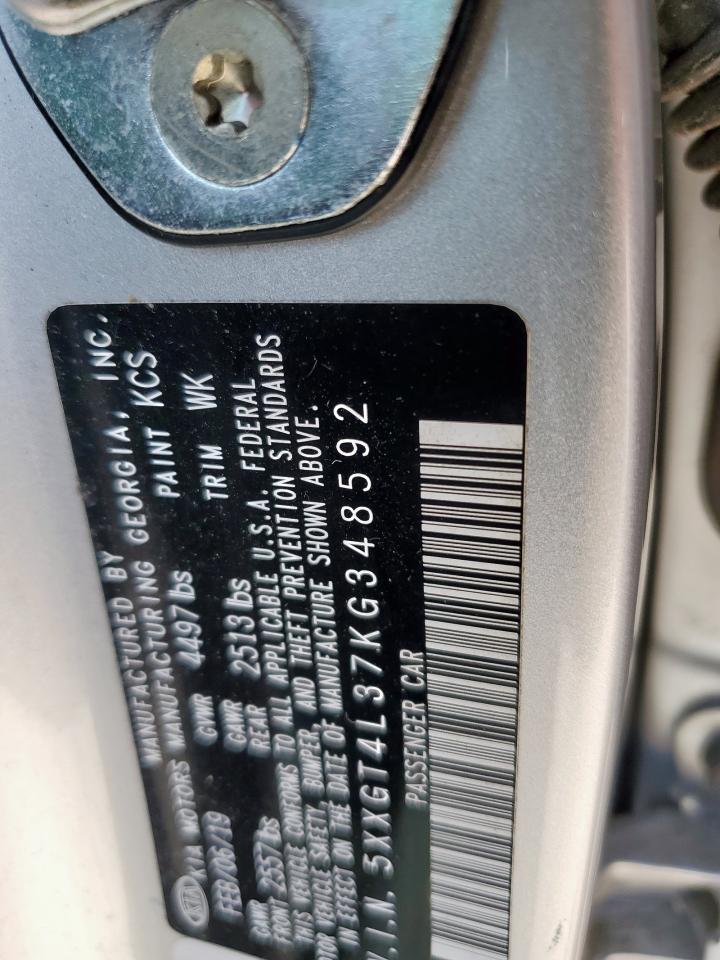 MANUFACTURED BY
KIA KIA MOTORS MANUFACTURING GEORGIA, INC.
FEB/06/19 GVWR 4497lbs PAINT KCS
GAWR FRONT 2557lbs GAWR REAR 2513lbs TRIM WK
THIS VEHICLE CONFORMS TO ALL APPLICABLE U.S.A. FEDERAL
MOTOR VEHICLE SAFETY, BUMPER, AND THEFT PREVENTION STANDARDS
IN EFFECT ON THE DATE OF MANUFACTURE SHOWN ABOVE.
V.I.N. 5XXGT4L37KG348592
PASSENGER CAR